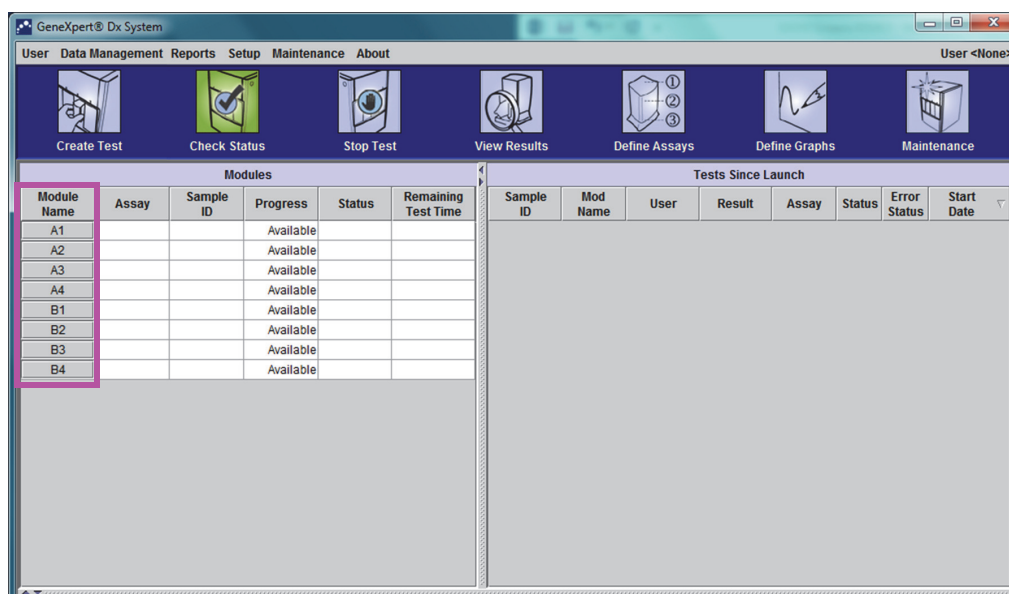 GeneXpert® Dx System
User Data Management Reports Setup Maintenance About User <None>
Create Test Check Status Stop Test View Results Define Assays Define Graphs Maintenance
① ② ③
Modules
Module Name Assay Sample ID Progress Status Remaining Test Time
A1 Available
A2 Available
A3 Available
A4 Available
B1 Available
B2 Available
B3 Available
B4 Available
Tests Since Launch
Sample ID Mod Name User Result Assay Status Error Status Start Date